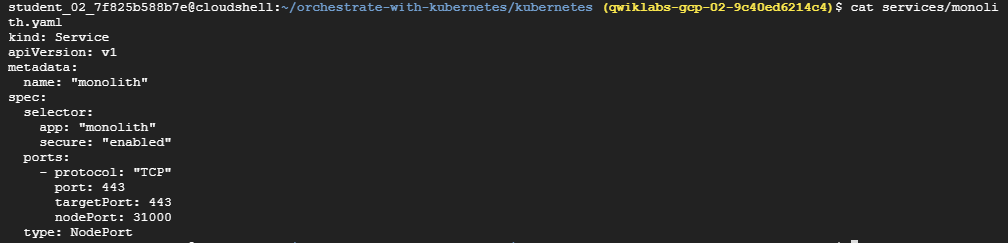 student_02_7f825b588b7e@cloudshell:~/orchestrate-with-kubernetes/kubernetes (qwiklabs-gcp-02-9c40ed6214c4)$ cat services/monoli
th.yaml
kind: Service
apiVersion: v1
metadata:
  name: "monolith"
spec:
  selector:
    app: "monolith"
    secure: "enabled"
  ports:
    - protocol: "TCP"
      port: 443
      targetPort: 443
      nodePort: 31000
  type: NodePort